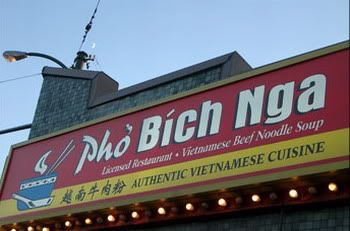 Phở Bích Nga
Licensed Restaurant • Vietnamese Beef Noodle Soup
越南牛肉粉 AUTHENTIC VIETNAMESE CUISINE